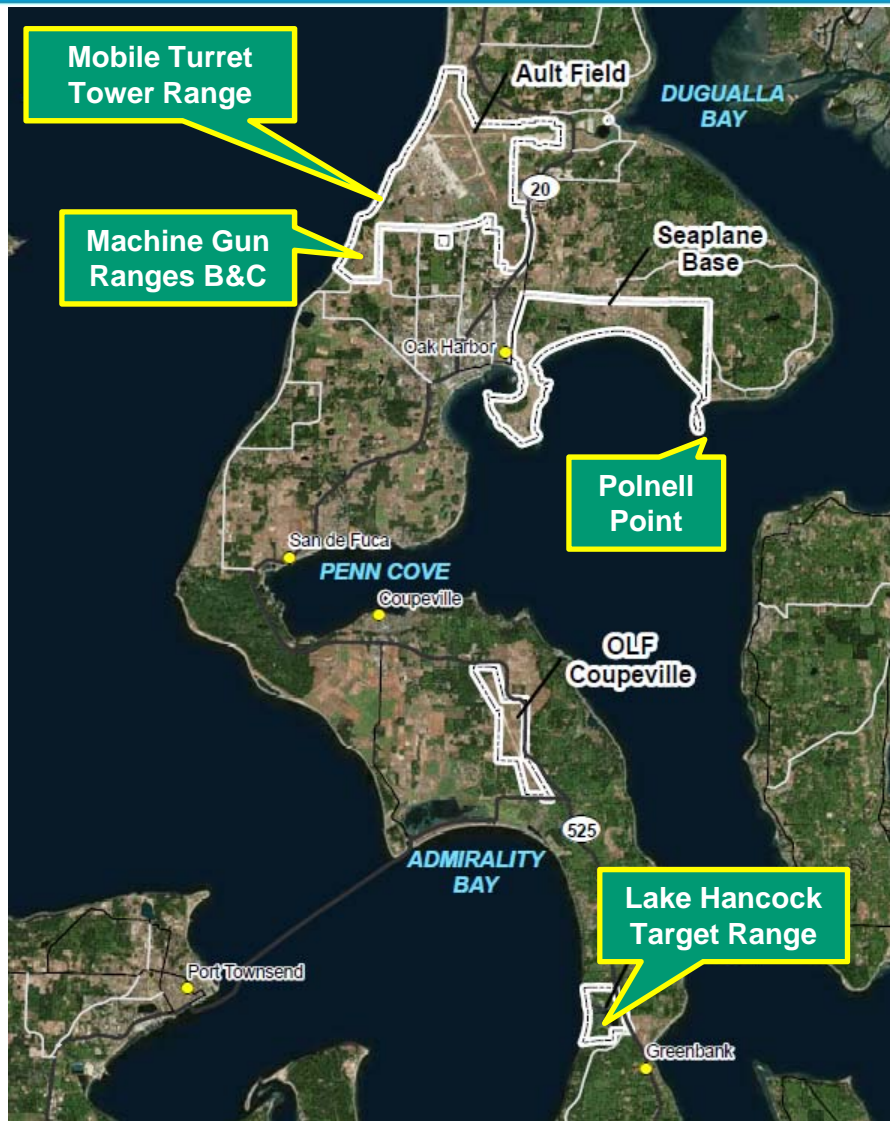 Mobile Turret
Tower Range
Ault Field
DUGUALLA
BAY
20
Machine Gun
Ranges B&C
Seaplane
Base
Oak Harbor
Polnell
Point
San de Fuca
PENN COVE
Coupeville
OLF
Coupeville
525
ADMIRALITY
BAY
Lake Hancock
Target Range
Port Townsend
Greenbank